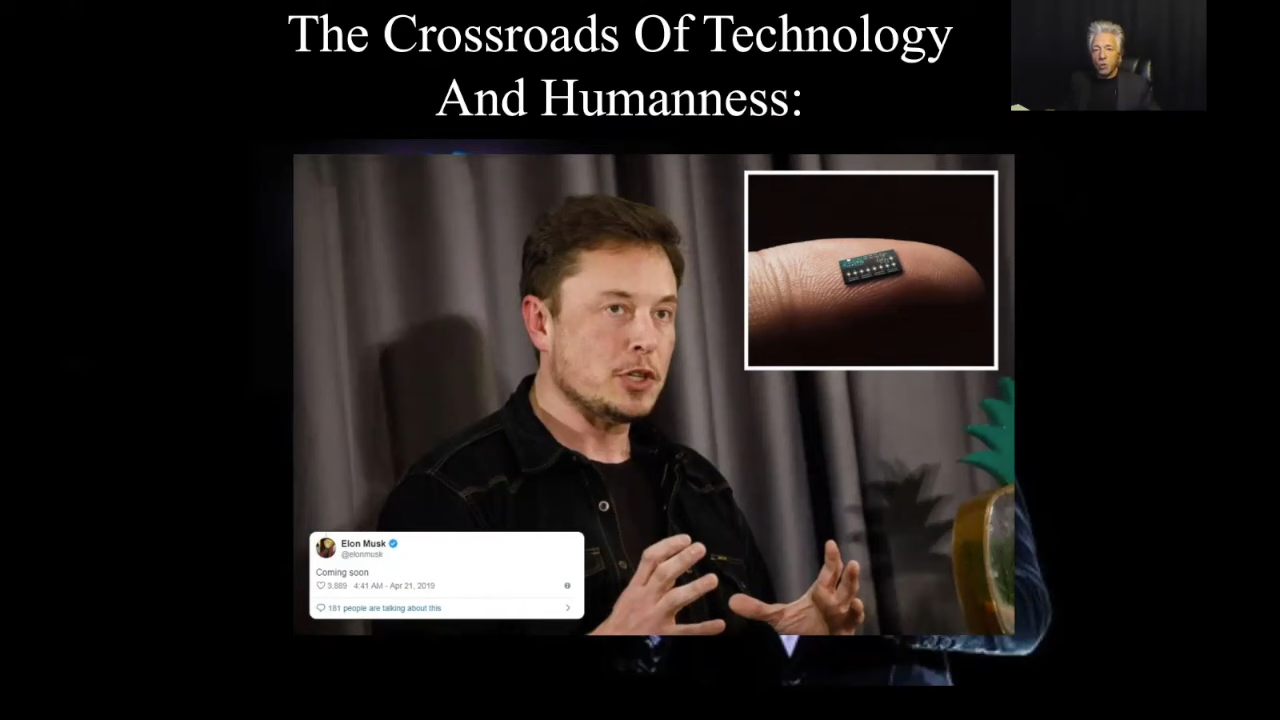 The Crossroads Of Technology
And Humanness:
Elon Musk
@elonmusk
Coming soon
3,889 4:41 AM - Apr 21, 2019
181 people are talking about this